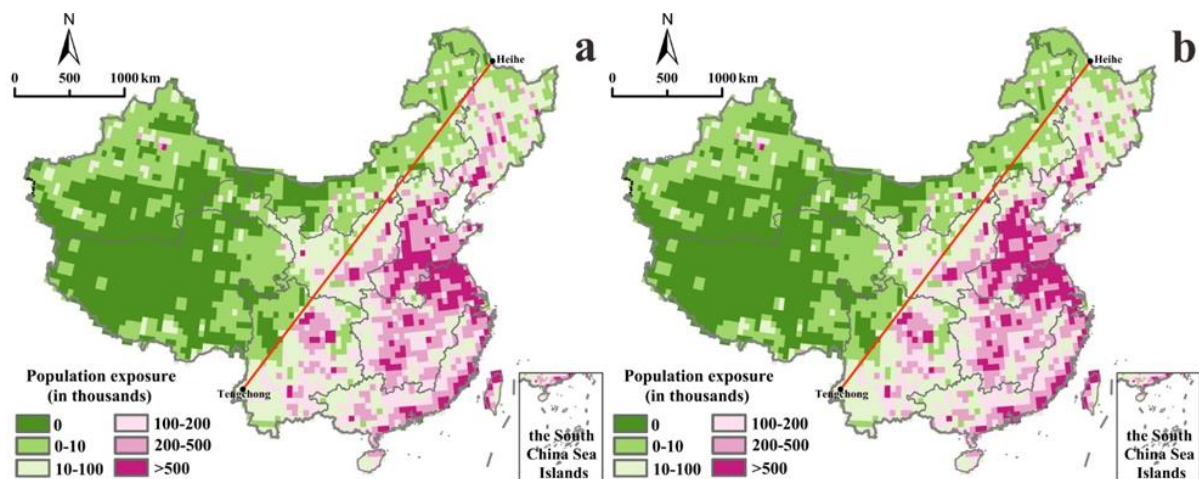 N
0 500 1000 km
a
Heihe
Tengchong
Population exposure
(in thousands)
0
0-10
10-100
100-200
200-500
>500
the South
China Sea
Islands
N
0 500 1000 km
b
Heihe
Tengchong
Population exposure
(in thousands)
0
0-10
10-100
100-200
200-500
>500
the South
China Sea
Islands